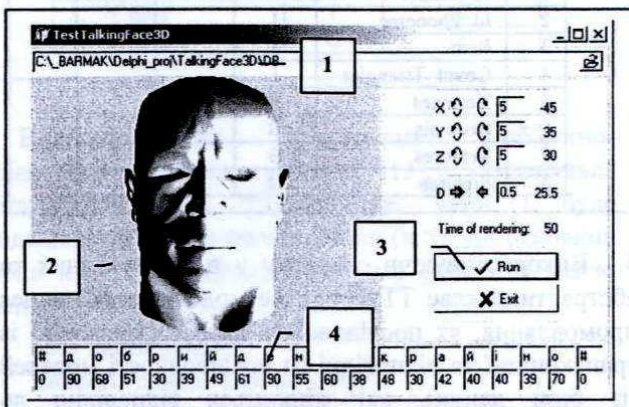 TestTalkingFace3D
C:\_BARMAK\Delphi_proj\TalkingFace3D\DB
1
X 5 -45
Y 5 35
Z 5 30
D 0.5 25.5
Time of rendering: 50
2
3
Run
Exit
4
# д о б р и й д н к р а й і н о #
0 90 68 51 30 39 49 61 90 55 60 38 48 30 42 40 40 39 70 0